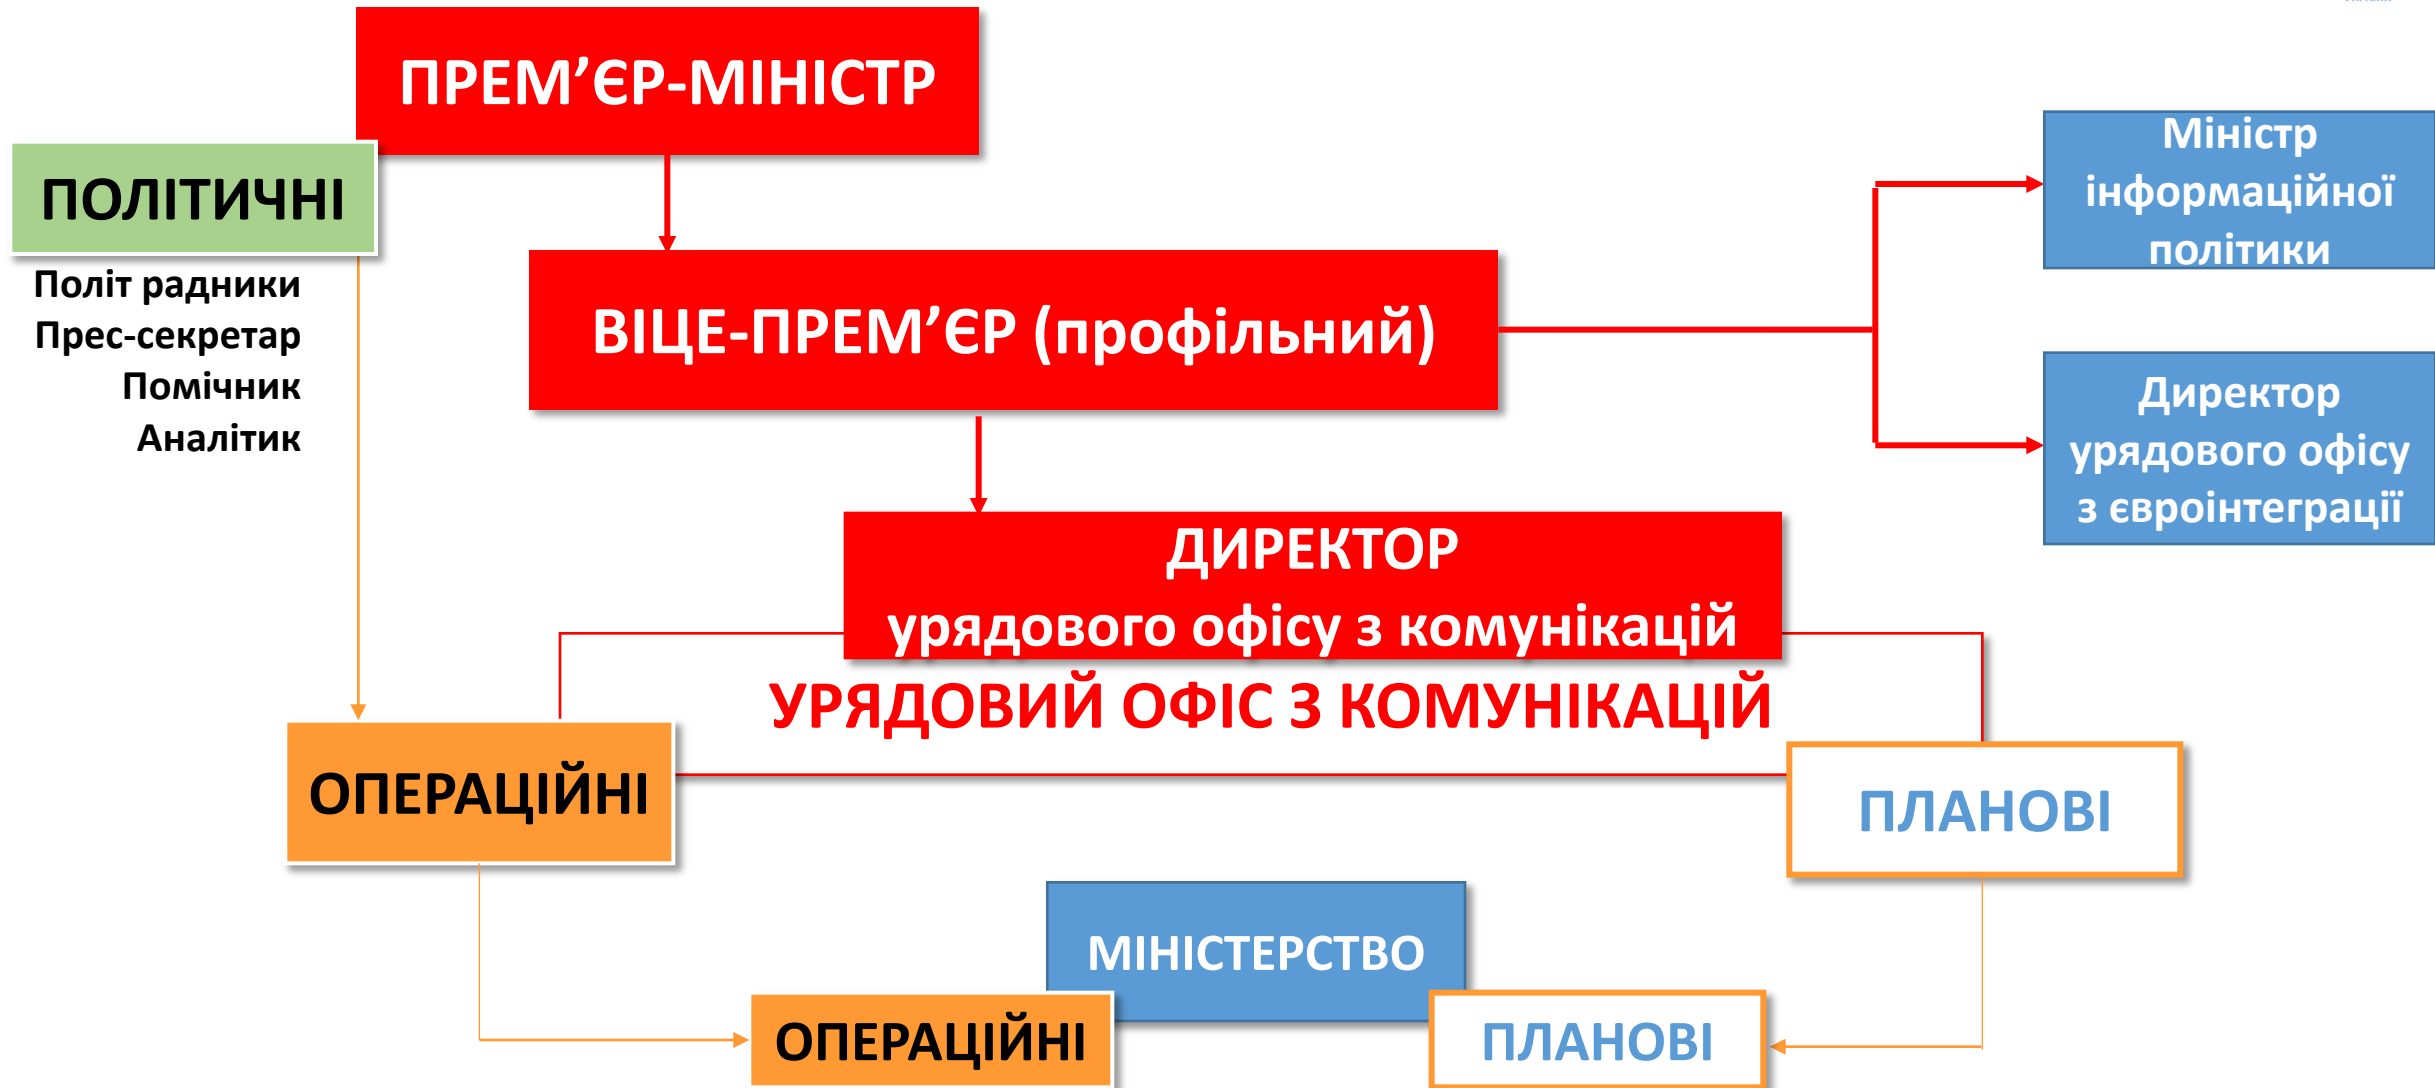 ПРЕМ’ЄР-МІНІСТР
ПОЛІТИЧНІ
Політ радники
Прес-секретар
Помічник
Аналітик
ВІЦЕ-ПРЕМ’ЄР (профільний)
Міністр
інформаційної
політики
Директор
урядового офісу
з євроінтеграції
ДИРЕКТОР
урядового офісу з комунікацій
УРЯДОВИЙ ОФІС З КОМУНІКАЦІЙ
ОПЕРАЦІЙНІ
ПЛАНОВІ
МІНІСТЕРСТВО
ОПЕРАЦІЙНІ
ПЛАНОВІ